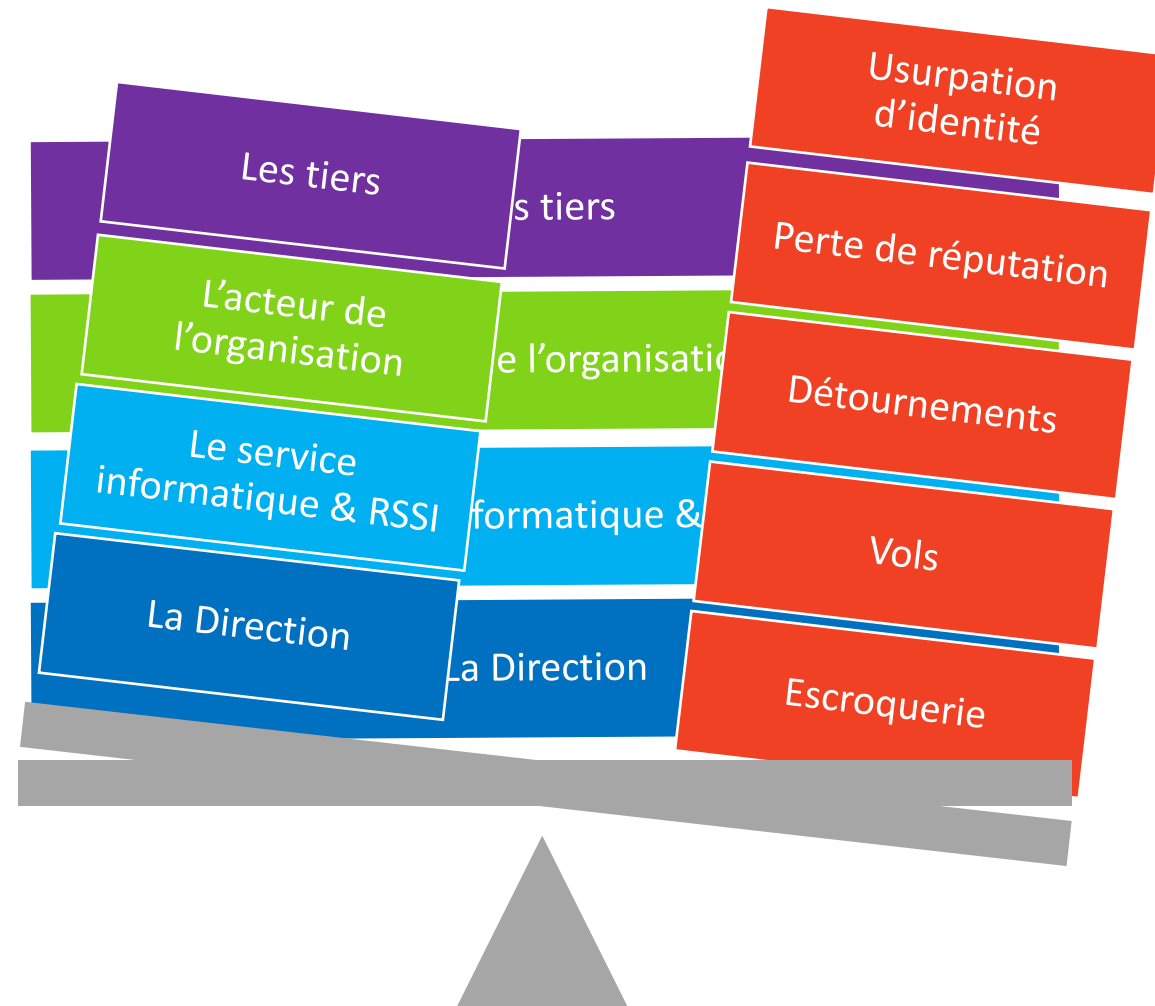 Usurpation
d’identité
Les tiers
s tiers
Perte de réputation
L’acteur de
l’organisation
e l’organisatio
Détournements
Le service
informatique & RSSI
formatique &
Vols
La Direction
La Direction
Escroquerie